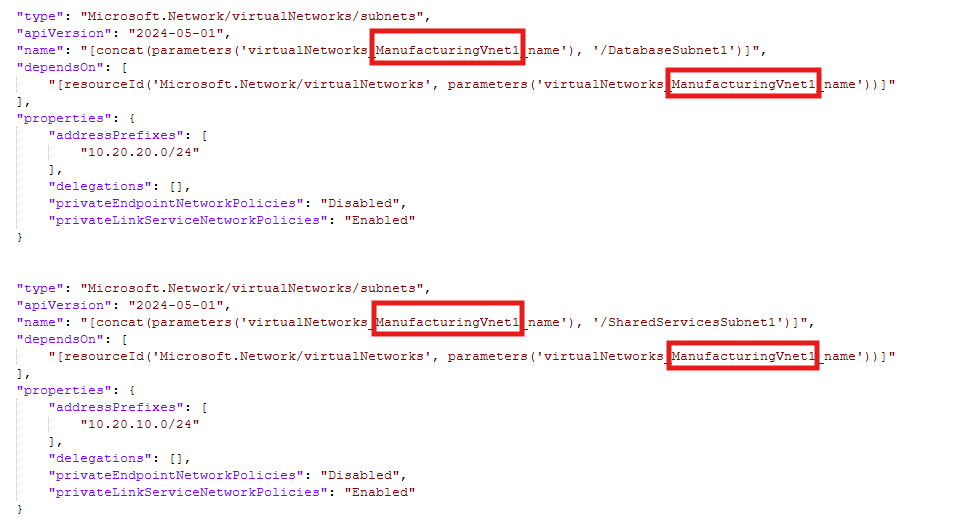 "type": "Microsoft.Network/virtualNetworks/subnets",
"apiVersion": "2024-05-01",
"name": "[concat(parameters('virtualNetworks_ManufacturingVnet1_name'), '/DatabaseSubnet1')]",
"dependsOn": [
"[resourceId('Microsoft.Network/virtualNetworks', parameters('virtualNetworks_ManufacturingVnet1_name'))]"
],
"properties": {
"addressPrefixes": [
"10.20.20.0/24"
],
"delegations": [],
"privateEndpointNetworkPolicies": "Disabled",
"privateLinkServiceNetworkPolicies": "Enabled"
}
"type": "Microsoft.Network/virtualNetworks/subnets",
"apiVersion": "2024-05-01",
"name": "[concat(parameters('virtualNetworks_ManufacturingVnet1_name'), '/SharedServicesSubnet1')]",
"dependsOn": [
"[resourceId('Microsoft.Network/virtualNetworks', parameters('virtualNetworks_ManufacturingVnet1_name'))]"
],
"properties": {
"addressPrefixes": [
"10.20.10.0/24"
],
"delegations": [],
"privateEndpointNetworkPolicies": "Disabled",
"privateLinkServiceNetworkPolicies": "Enabled"
}